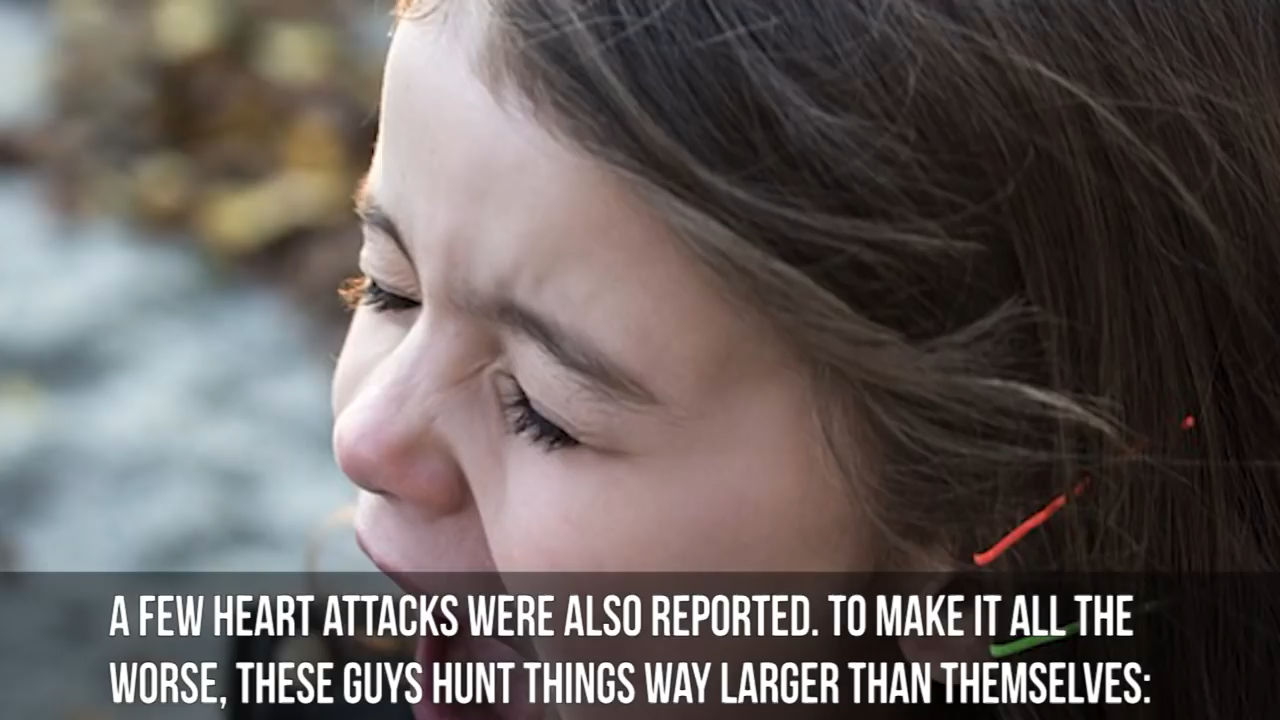 A FEW HEART ATTACKS WERE ALSO REPORTED. TO MAKE IT ALL THE
WORSE, THESE GUYS HUNT THINGS WAY LARGER THAN THEMSELVES: